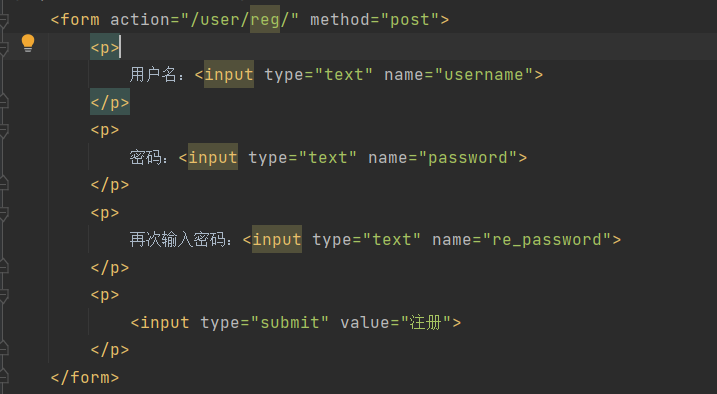 <form action="/user/reg/" method="post">
<p>
用户名：<input type="text" name="username">
</p>
<p>
密码：<input type="text" name="password">
</p>
<p>
再次输入密码：<input type="text" name="re_password">
</p>
<p>
<input type="submit" value="注册">
</p>
</form>